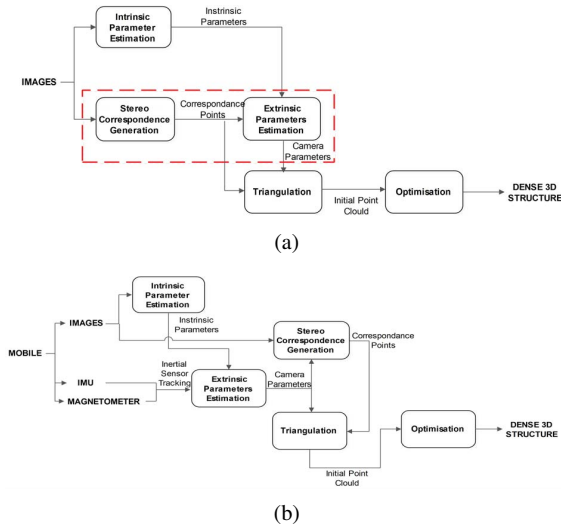 Intrinsic
Parameter
Estimation
Instrinsic
Parameters
IMAGES
Stereo
Correspondence
Generation
Correspondance
Points
Extrinsic
Parameters
Estimation
Camera
Parameters
Triangulation
Initial Point
Clould
Optimisation
DENSE 3D
STRUCTURE
(a)
Intrinsic
Parameter
Estimation
IMAGES
Instrinsic
Parameters
Stereo
Correspondence
Generation
Correspondance
Points
MOBILE
IMU
MAGNETOMETER
Inertial
Sensor
Tracking
Extrinsic
Parameters
Estimation
Camera
Parameters
Triangulation
Initial Point
Clould
Optimisation
DENSE 3D
STRUCTURE
(b)